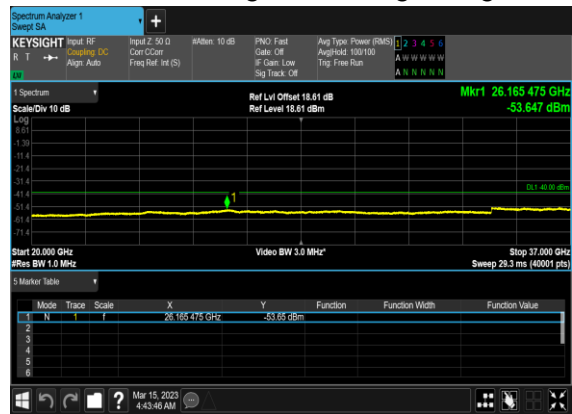 Spectrum Analyzer 1
Swept SA
+
KEYSIGHT Input: RF Input Z: 50 Ω #Atten: 10 dB PNO: Fast Avg Type: Power (RMS) 1 2 3 4 5 6
R T Coupling: DC Corr CCorr Gate: Off Avg|Hold: 100/100 A W W W W W
Align: Auto Freq Ref: Int (S) IF Gain: Low Trig: Free Run
Sig Track: Off A N N N N N
1 Spectrum Ref Lvl Offset 18.61 dB Mkr1 26.165 475 GHz
Scale/Div 10 dB Ref Level 18.61 dBm -53.647 dBm
Log
8.61
-1.39
-11.4
-21.4
-31.4
DL1 -40.00 dBm
-41.4
1
-51.4
-61.4
-71.4
Start 20.000 GHz Video BW 3.0 MHz* Stop 37.000 GHz
#Res BW 1.0 MHz Sweep 29.3 ms (40001 pts)
5 Marker Table
Mode Trace Scale X Y Function Function Width Function Value
1 N 1 f 26.165 475 GHz -53.65 dBm
2
3
4
5
6
? Mar 15, 2023
4:43:46 AM